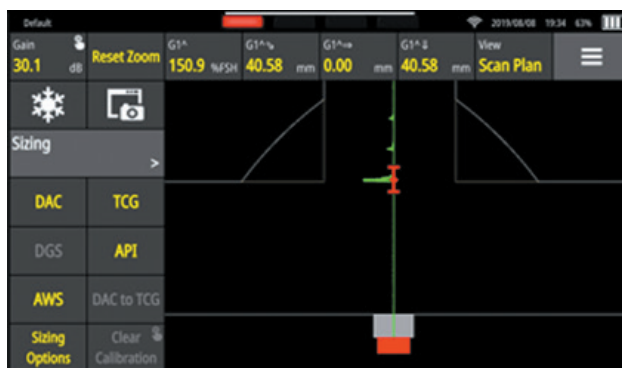 Default
2019/08/08 19:34 63%
Gain
30.1 dB
Reset Zoom
G1^
150.9 %FSH
G1^↘
40.58 mm
G1^⇥
0.00 mm
G1^↧
40.58 mm
View
Scan Plan
Sizing
>
DAC
TCG
DGS
API
AWS
DAC to TCG
Sizing
Options
Clear
Calibration